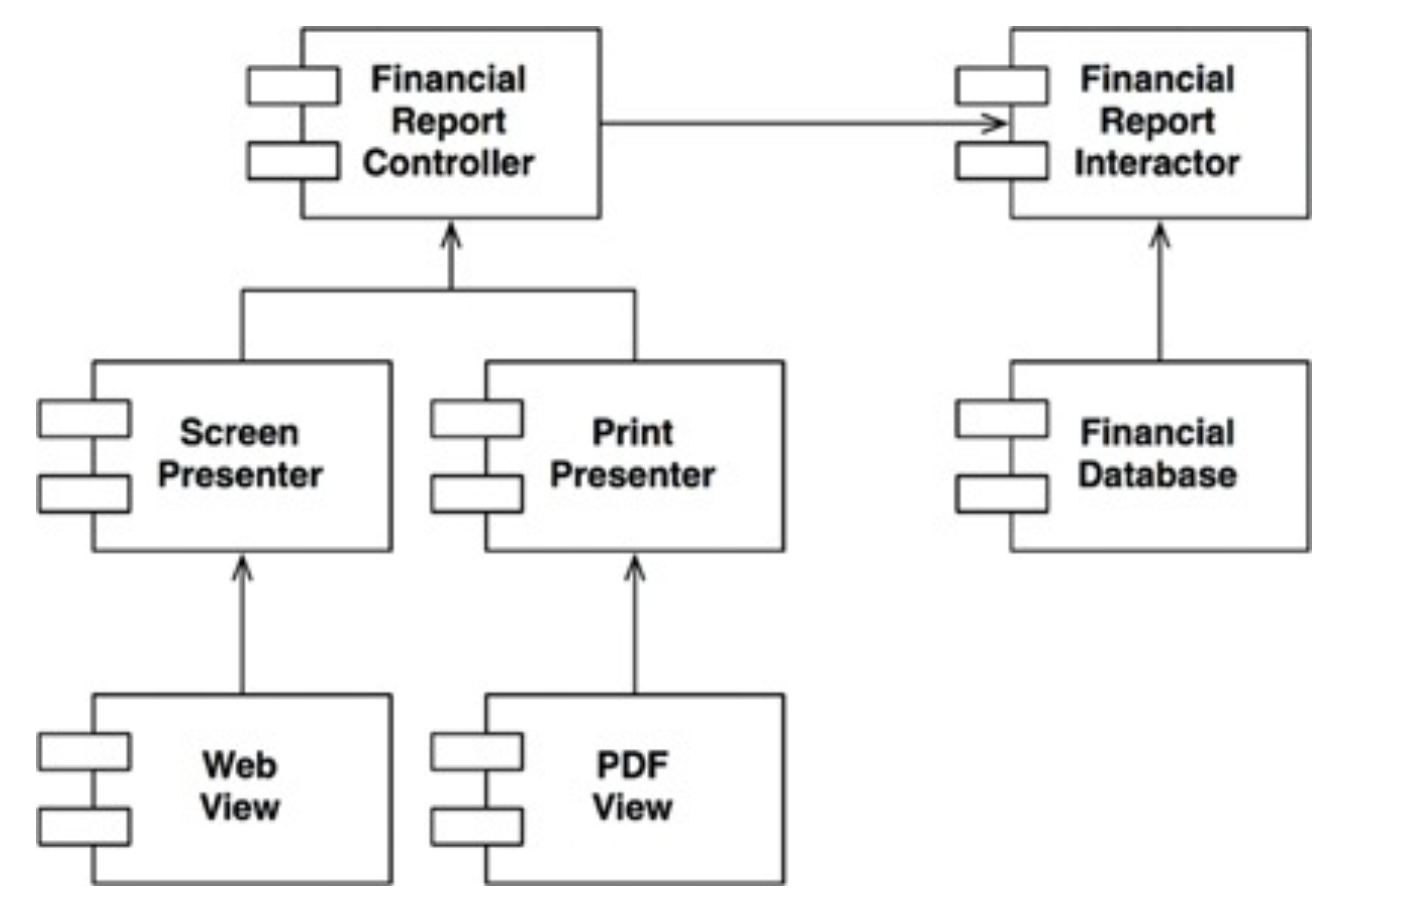 Financial
Report
Controller
Financial
Report
Interactor
Screen
Presenter
Print
Presenter
Financial
Database
Web
View
PDF
View